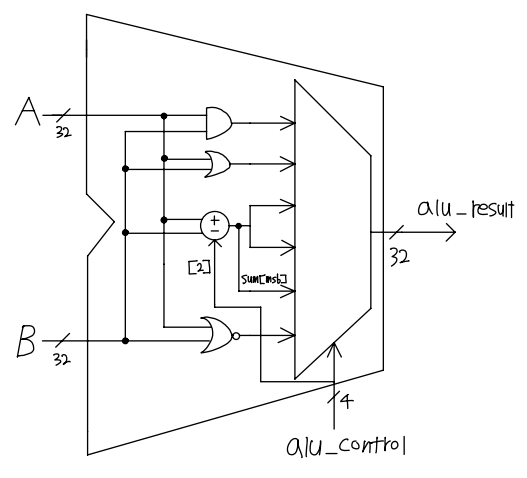 A
32
+
−
alu_result
32
[2]
sum[msb]
B
32
4
alu_control